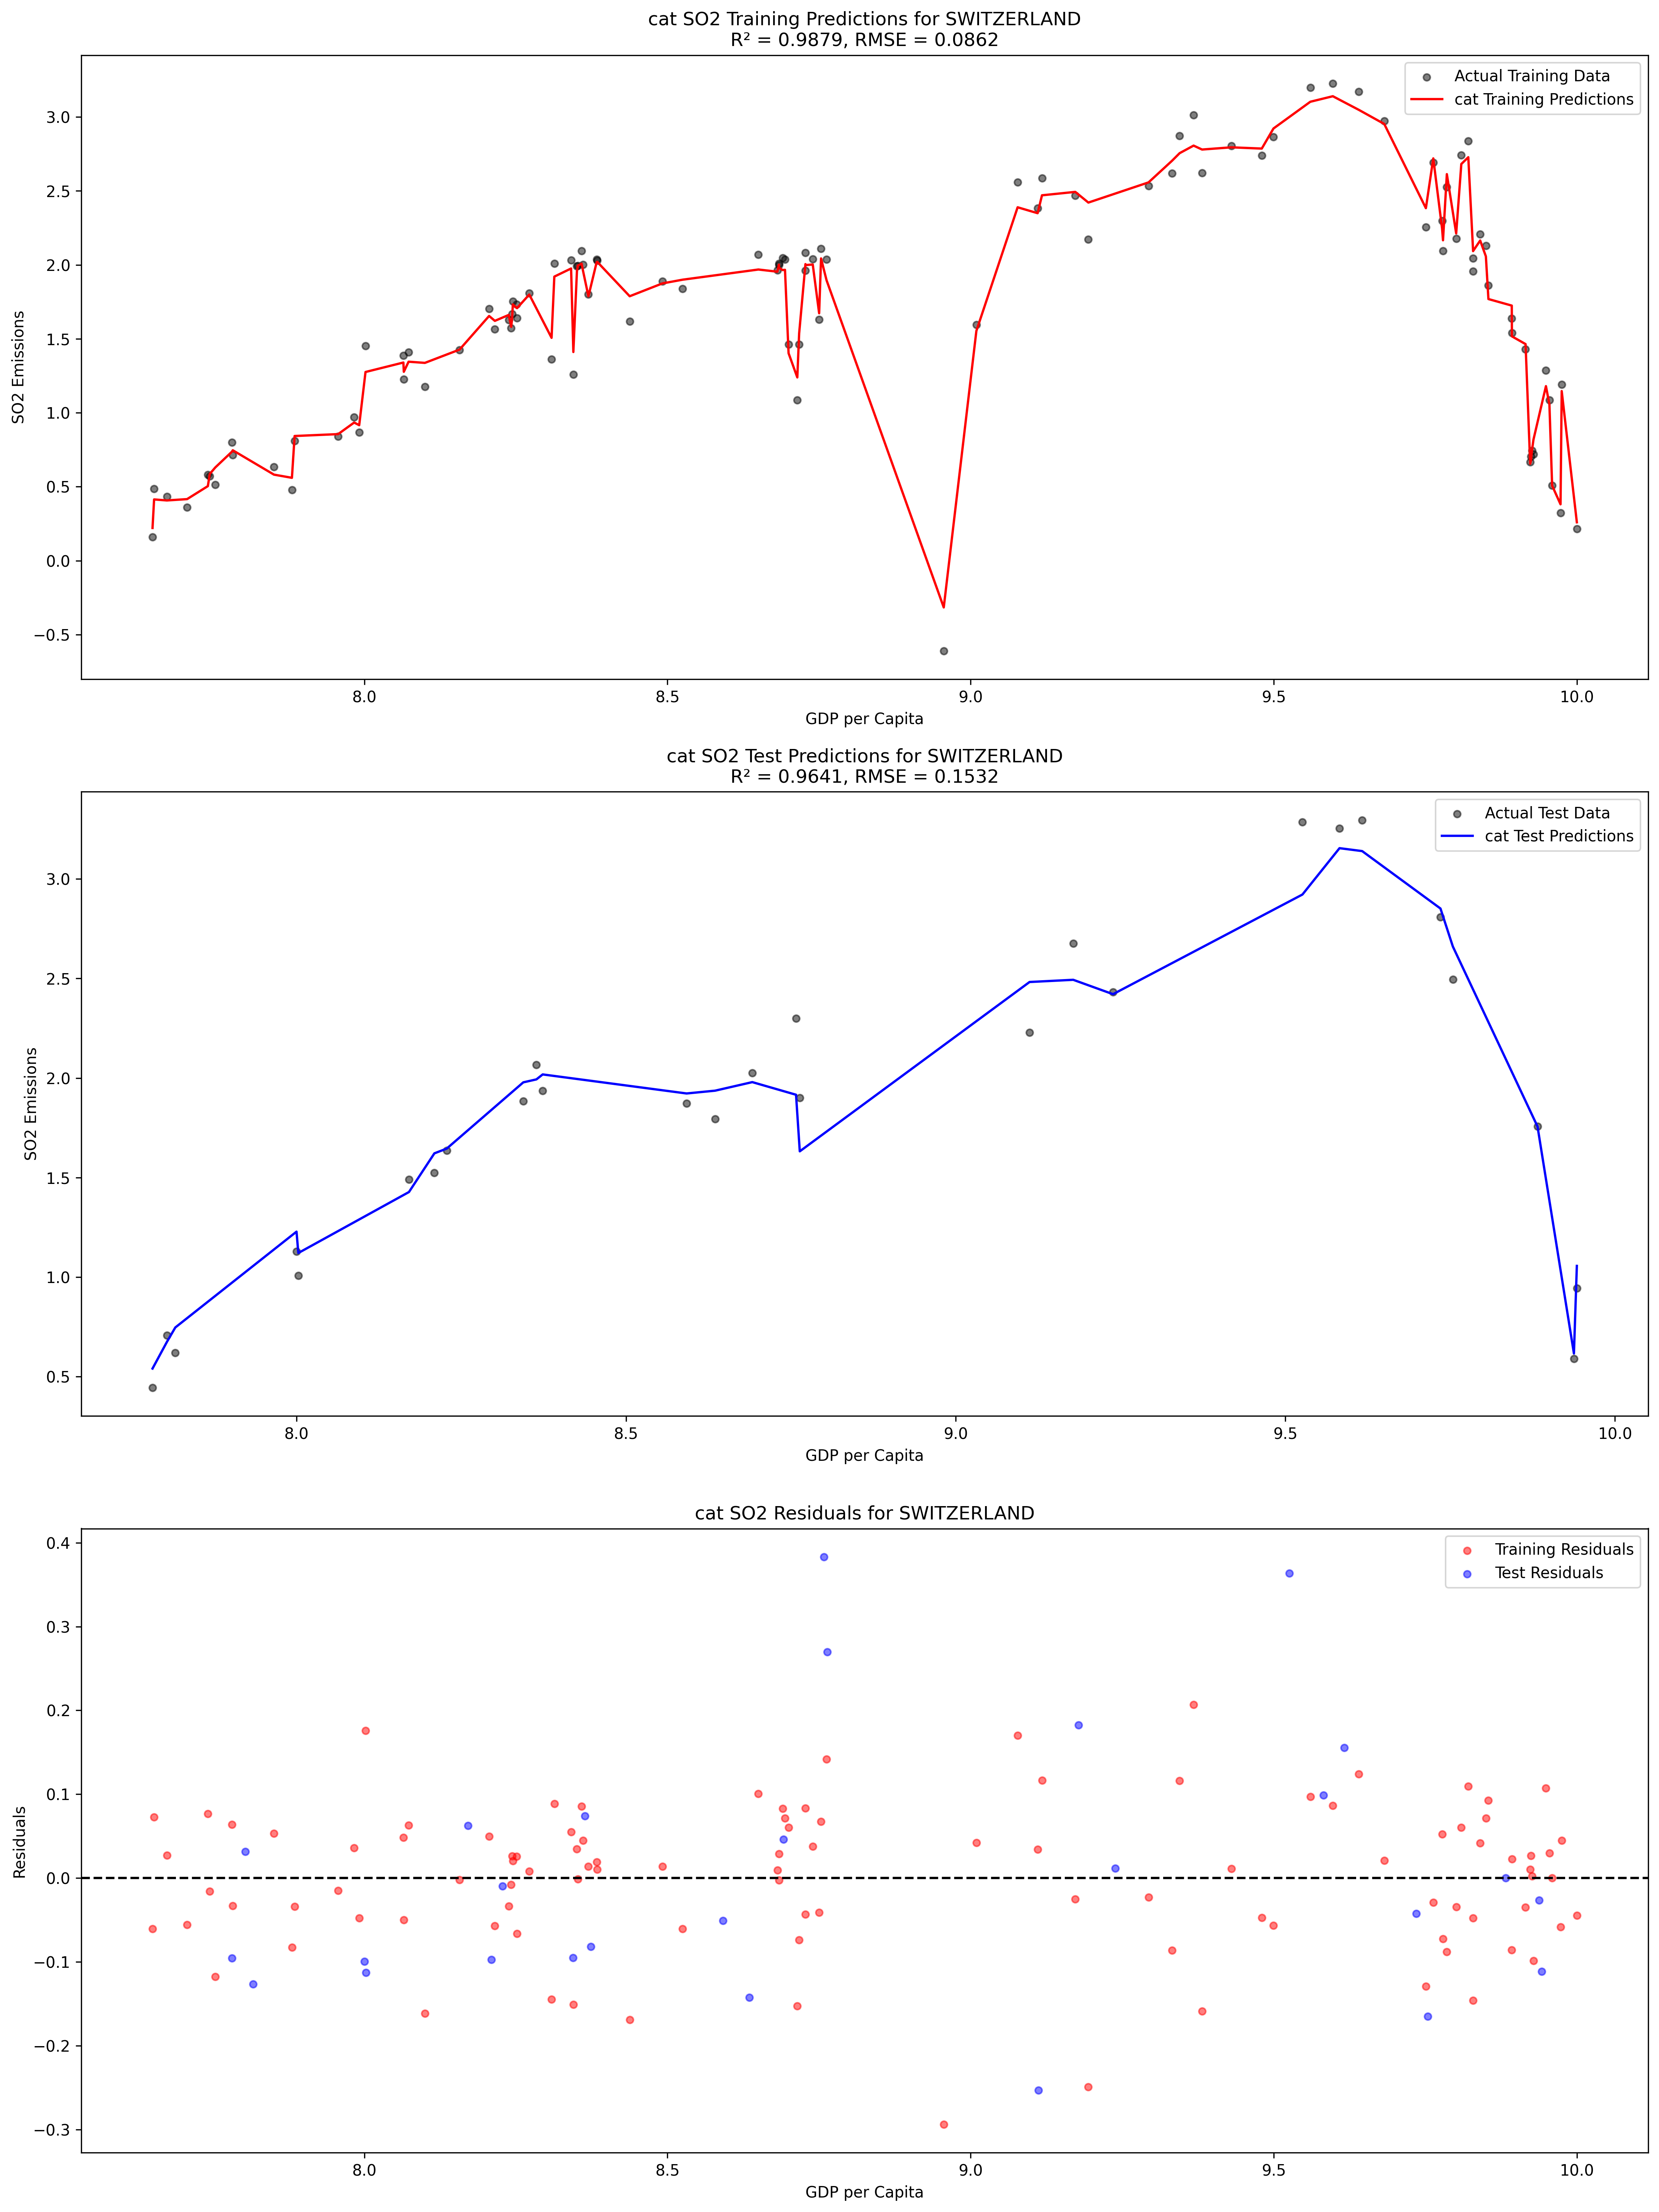 cat SO2 Training Predictions for SWITZERLAND
R² = 0.9879, RMSE = 0.0862
Actual Training Data
cat Training Predictions
3.0
2.5
2.0
1.5
1.0
0.5
0.0
−0.5
SO2 Emissions
8.0
8.5
9.0
9.5
10.0
GDP per Capita
cat SO2 Test Predictions for SWITZERLAND
R² = 0.9641, RMSE = 0.1532
Actual Test Data
cat Test Predictions
3.0
2.5
2.0
1.5
1.0
0.5
SO2 Emissions
8.0
8.5
9.0
9.5
10.0
GDP per Capita
cat SO2 Residuals for SWITZERLAND
Training Residuals
Test Residuals
0.4
0.3
0.2
0.1
0.0
−0.1
−0.2
−0.3
Residuals
8.0
8.5
9.0
9.5
10.0
GDP per Capita